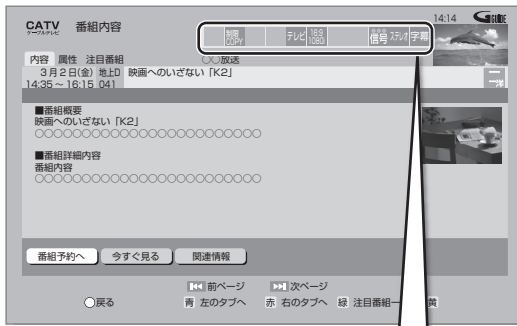 CATV
ケーブルテレビ
番組内容
制限 COPY
テレビ 16:9 1080i
信号 ステレオ 字幕
14:14
GGUIDE
内容 属性 注目番組
○○放送
3月2日(金) 地上D 映画へのいざない「K2」
14:35～16:15 041
二
洋
■番組概要
映画へのいざない「K2」
○○○○○○○○○○○○○○○○○○○○○○○○
■番組詳細内容
番組内容
○○○○○○○○○○○○○○○○○○○○○○○○
番組予約へ 今すぐ見る 関連情報
前ページ 次ページ
○戻る 青 左のタブへ 赤 右のタブへ 緑 注目番組一 黄